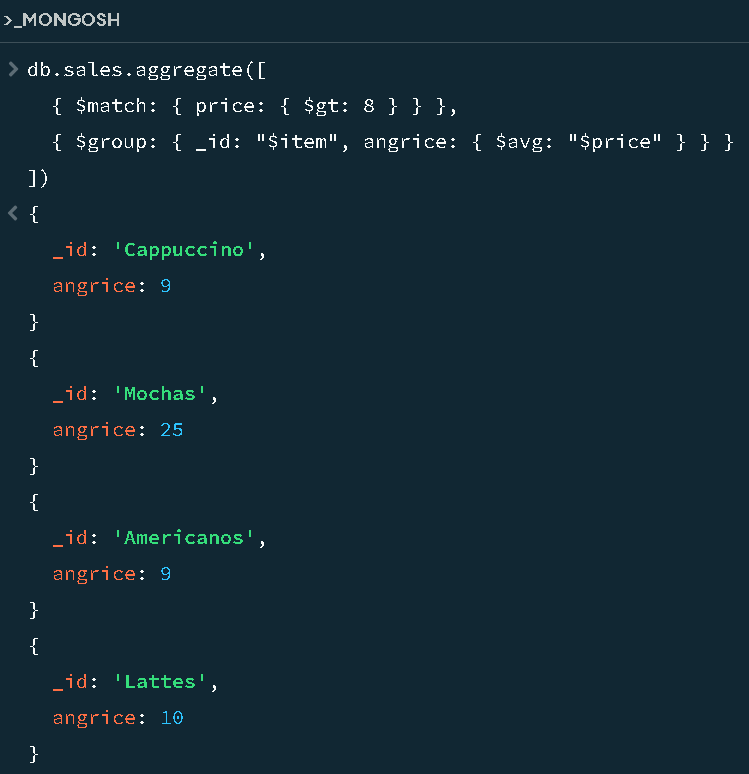 >_MONGOSH
> db.sales.aggregate([
{ $match: { price: { $gt: 8 } } },
{ $group: { _id: "$item", angrice: { $avg: "$price" } } }
])
< {
_id: 'Cappuccino',
angrice: 9
}
{
_id: 'Mochas',
angrice: 25
}
{
_id: 'Americanos',
angrice: 9
}
{
_id: 'Lattes',
angrice: 10
}